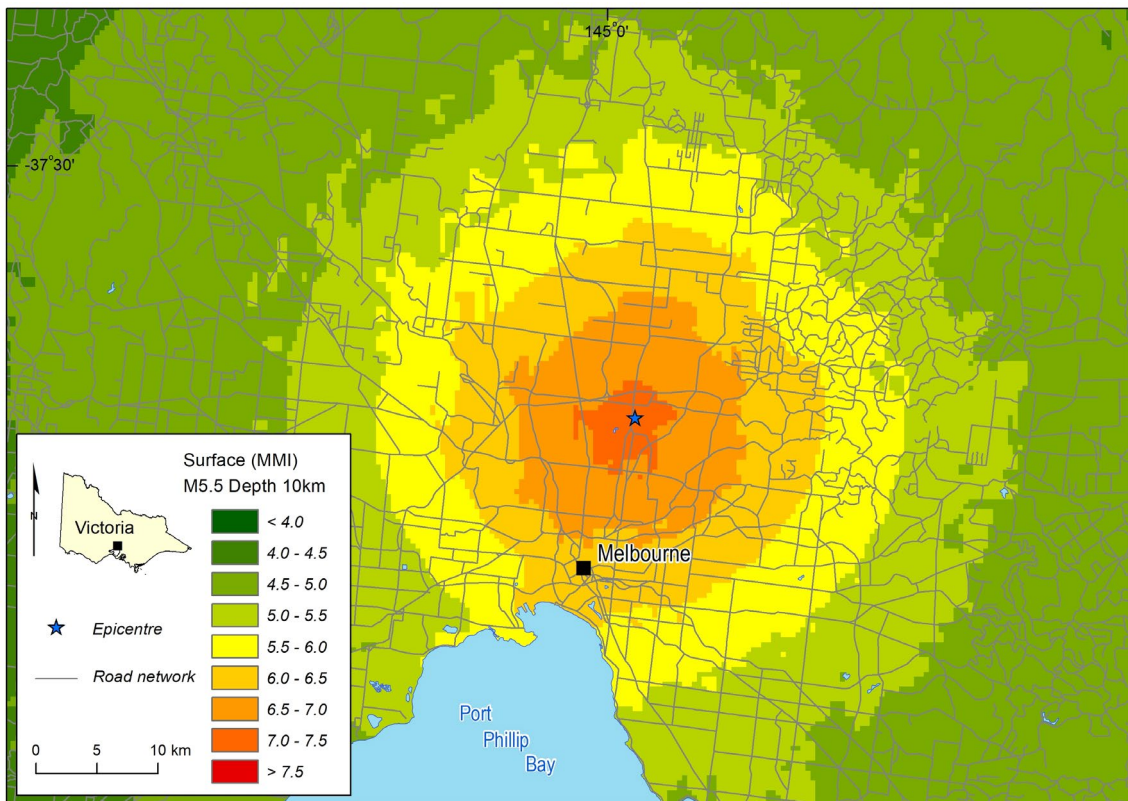 145°0'
-37°30'
Melbourne
Port
Phillip
Bay
Surface (MMI)
M5.5 Depth 10km
N
Victoria
< 4.0
4.0 - 4.5
4.5 - 5.0
5.0 - 5.5
5.5 - 6.0
6.0 - 6.5
6.5 - 7.0
7.0 - 7.5
> 7.5
Epicentre
Road network
0 5 10 km